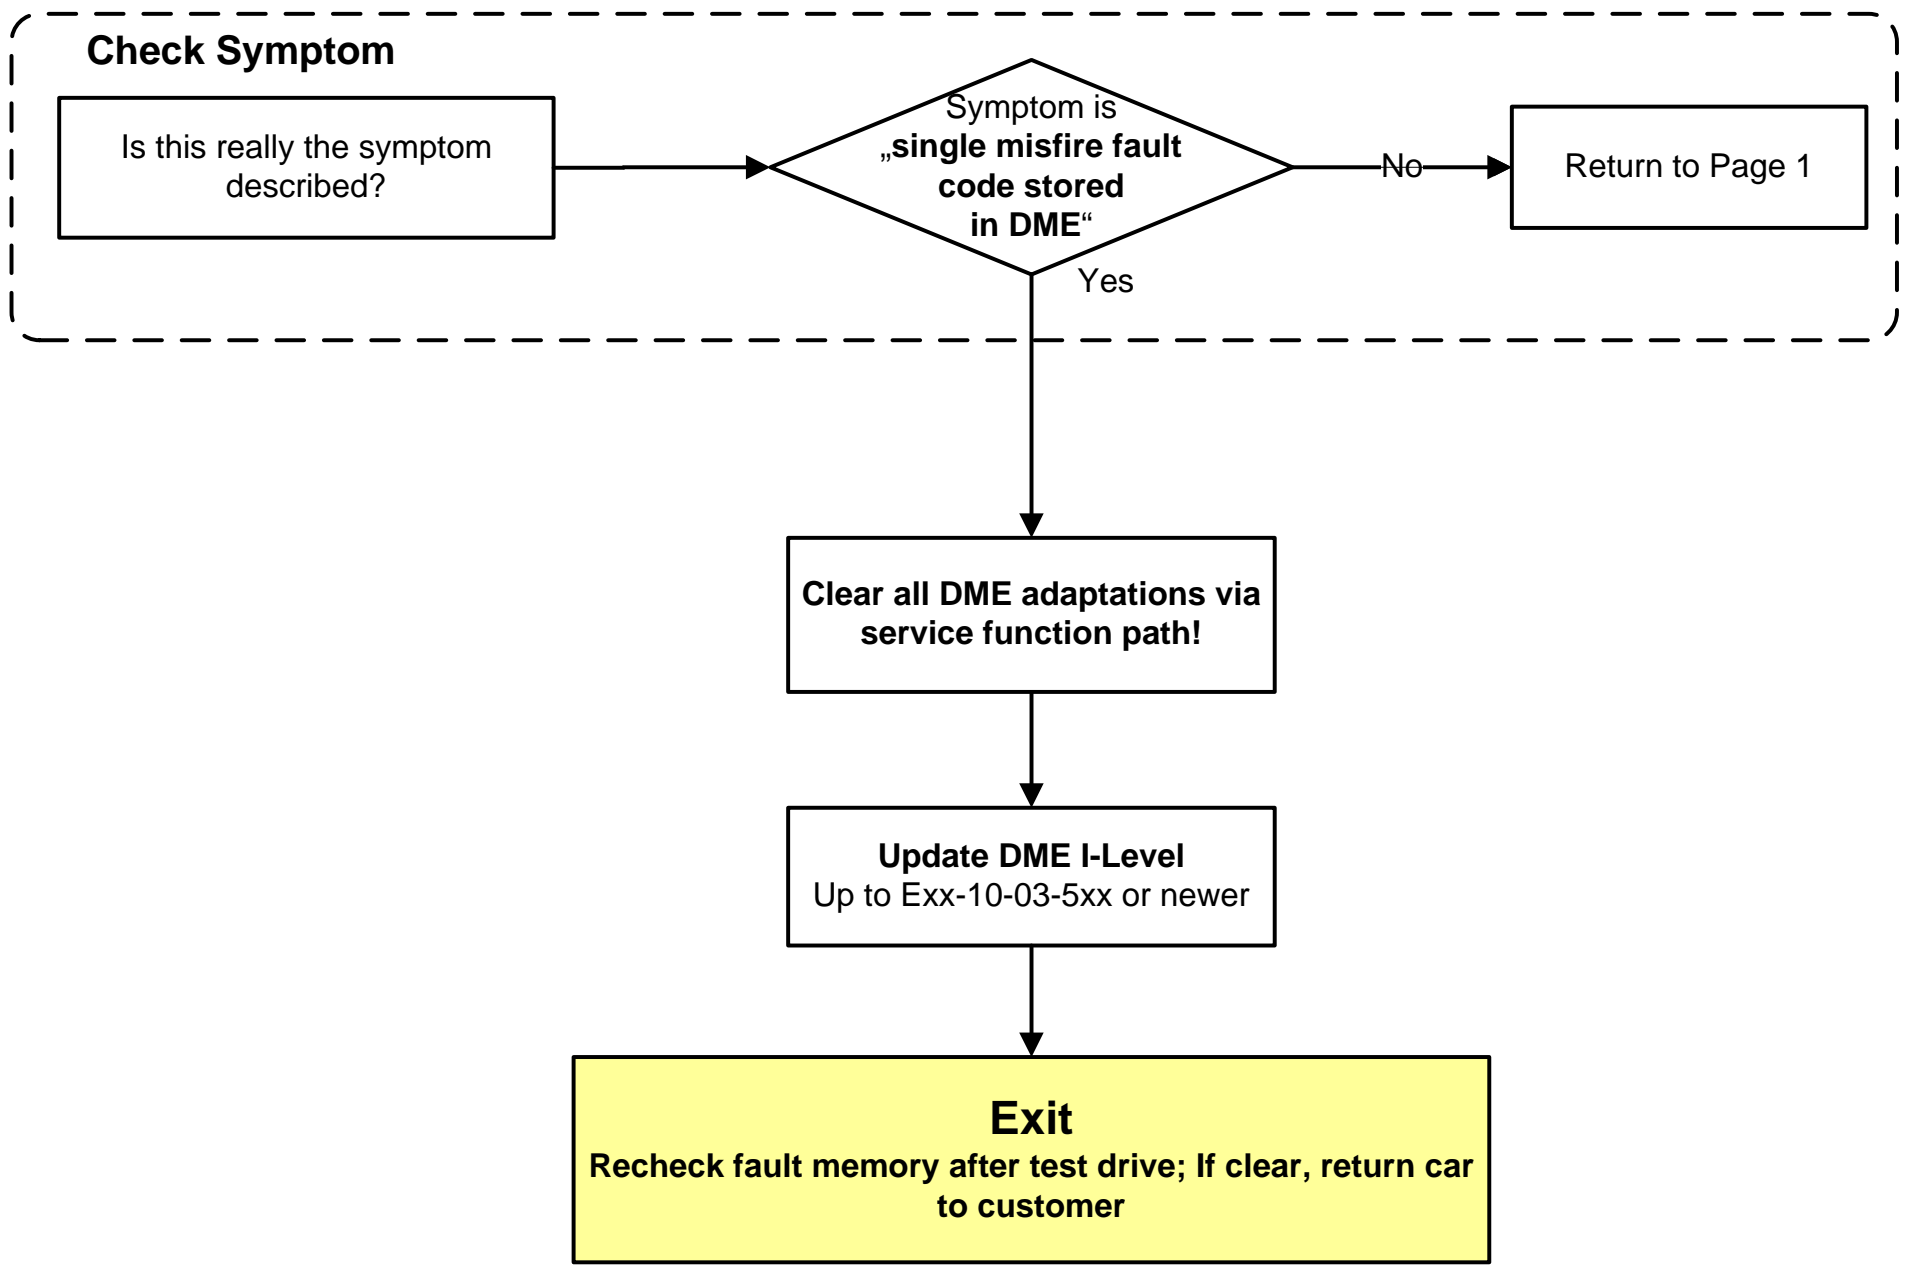 Check Symptom
Is this really the symptom
described?
Symptom is
„single misfire fault
code stored
in DME“
No
Return to Page 1
Yes
Clear all DME adaptations via
service function path!
Update DME I-Level
Up to Exx-10-03-5xx or newer
Exit
Recheck fault memory after test drive; If clear, return car
to customer